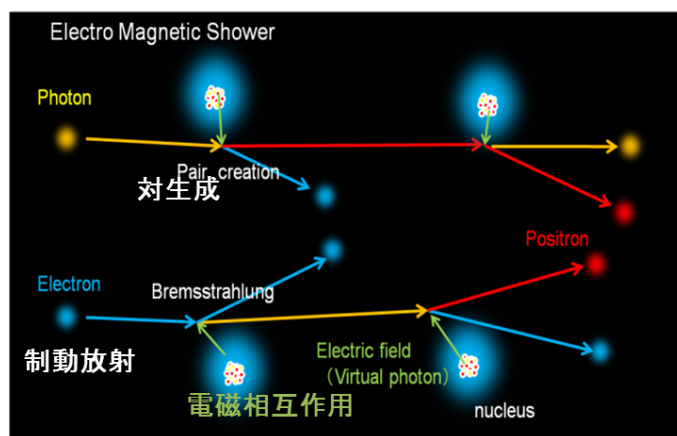 Electro Magnetic Shower
Photon
Pair creation
対生成
Positron
Electron
Bremsstrahlung
制動放射
Electric field
（Virtual photon）
電磁相互作用
nucleus